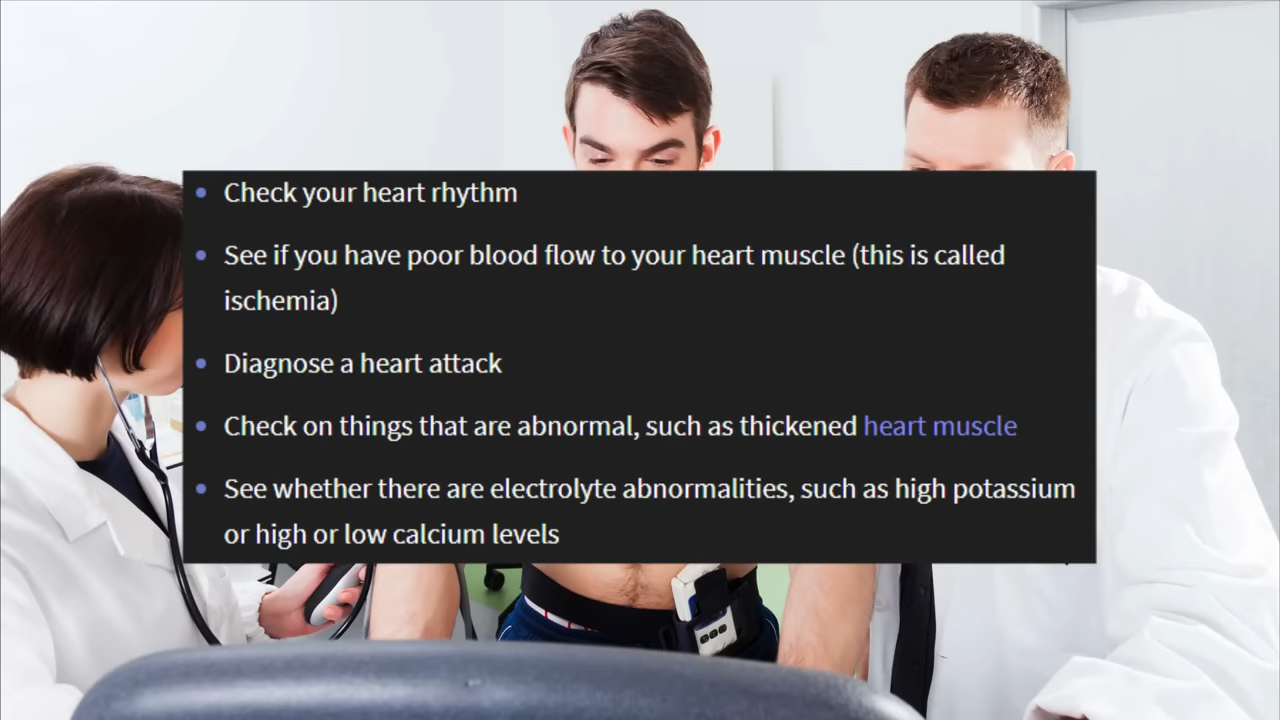 Check your heart rhythm
See if you have poor blood flow to your heart muscle (this is called
ischemia)
Diagnose a heart attack
Check on things that are abnormal, such as thickened heart muscle
See whether there are electrolyte abnormalities, such as high potassium
or high or low calcium levels